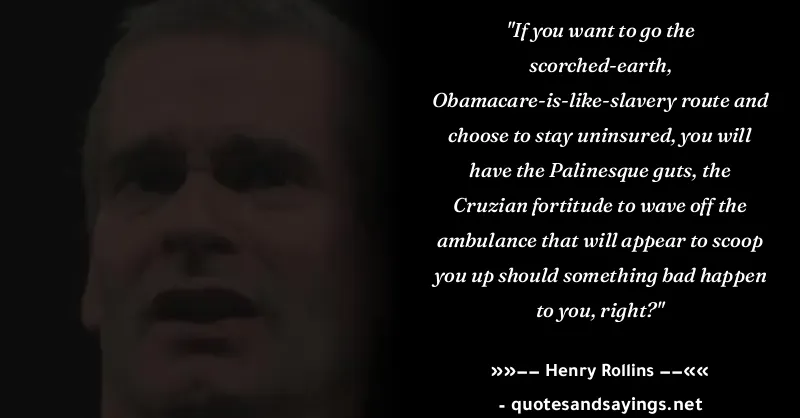 "If you want to go the
scorched-earth,
Obamacare-is-like-slavery route and
choose to stay uninsured, you will
have the Palinesque guts, the
Cruzian fortitude to wave off the
ambulance that will appear to scoop
you up should something bad happen
to you, right?"
»»—— Henry Rollins ——««
- quotesandsayings.net